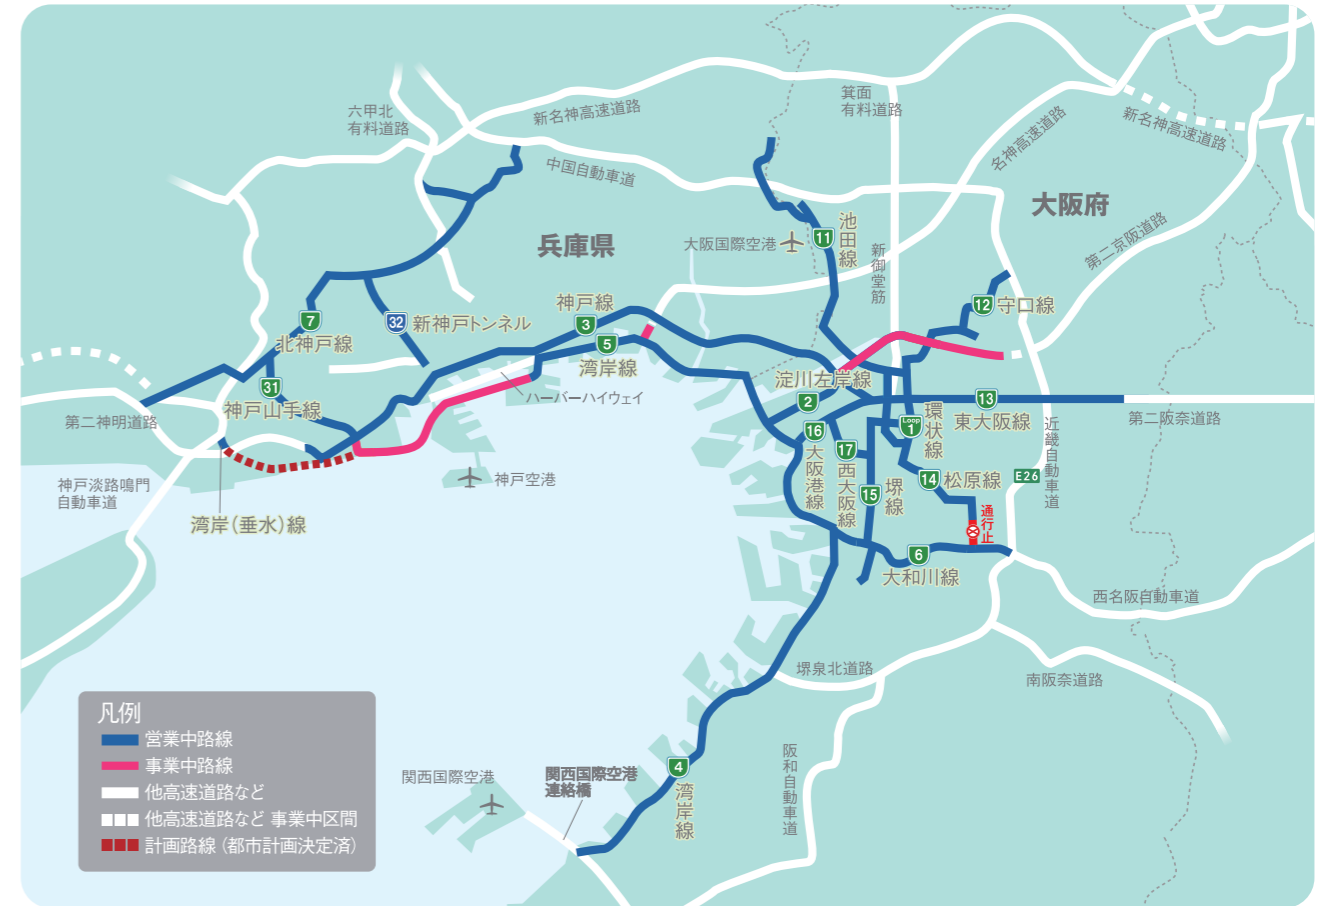 六甲北
有料道路
新名神高速道路
箕面
有料道路
名神高速道路
新名神高速道路
中国自動車道
大阪府
兵庫県
大阪国際空港
11
池田線
新御堂筋
第二京阪道路
12
守口線
7
北神戸線
32
新神戸トンネル
神戸線
3
5
湾岸線
31
神戸山手線
ハーバーハイウェイ
淀川左岸線
2
13
東大阪線
第二阪奈道路
第二神明道路
16
大阪港線
17
西大阪線
Loop
1
環状線
14
松原線
15
堺線
近畿自動車道
E26
通行止
神戸空港
神戸淡路鳴門
自動車道
湾岸(垂水)線
6
大和川線
西名阪自動車道
堺泉北道路
南阪奈道路
阪和自動車道
4
湾岸線
関西国際空港
関西国際空港
連絡橋
凡例
営業中路線
事業中路線
他高速道路など
他高速道路など 事業中区間
計画路線(都市計画決定済)